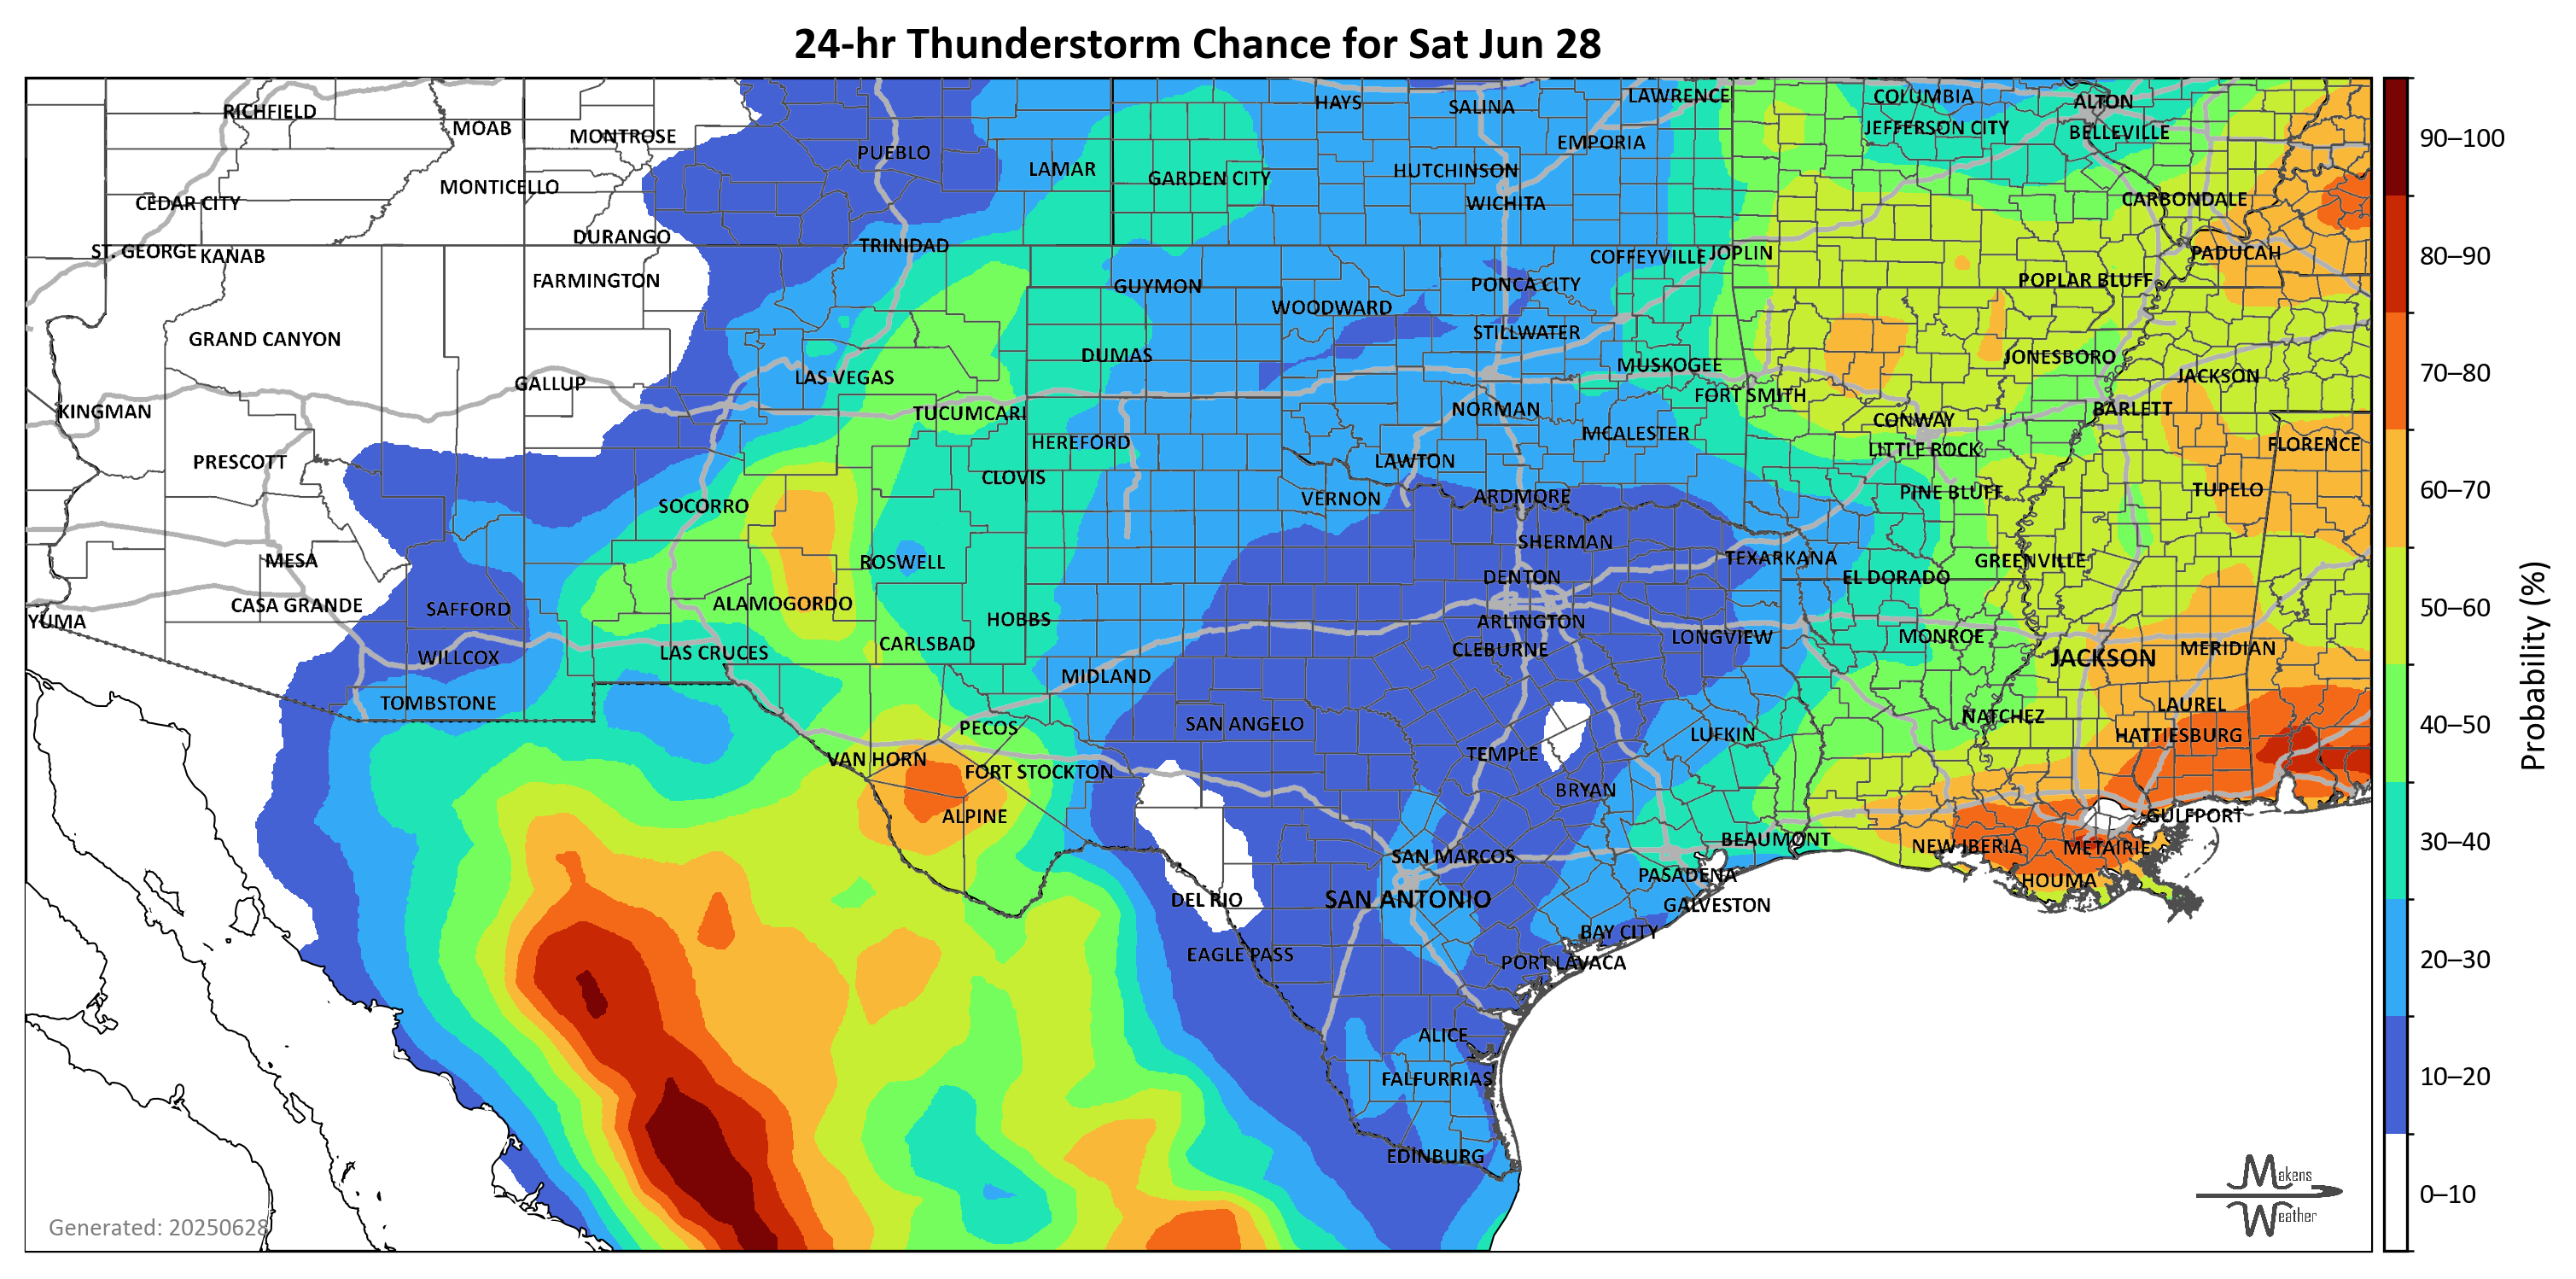 24-hr Thunderstorm Chance for Sat Jun 28
RICHFIELD
MOAB
MONTROSE
PUEBLO
LAMAR
GARDEN CITY
HAYS
SALINA
LAWRENCE
COLUMBIA
ALTON
JEFFERSON CITY
BELLEVILLE
EMPORIA
HUTCHINSON
MONTICELLO
CEDAR CITY
WICHITA
CARBONDALE
DURANGO
TRINIDAD
ST. GEORGE
KANAB
COFFEYVILLE
JOPLIN
PADUCAH
FARMINGTON
GUYMON
PONCA CITY
POPLAR BLUFF
WOODWARD
STILLWATER
GRAND CANYON
DUMAS
MUSKOGEE
JONESBORO
LAS VEGAS
GALLUP
JACKSON
FORT SMITH
KINGMAN
TUCUMCARI
NORMAN
BARLETT
CONWAY
HEREFORD
MCALESTER
LITTLE ROCK
FLORENCE
PRESCOTT
LAWTON
CLOVIS
SOCORRO
VERNON
ARDMORE
PINE BLUFF
TUPELO
SHERMAN
MESA
ROSWELL
TEXARKANA
GREENVILLE
DENTON
EL DORADO
CASA GRANDE
SAFFORD
ALAMOGORDO
YUMA
HOBBS
ARLINGTON
LONGVIEW
MONROE
CARLSBAD
CLEBURNE
MERIDIAN
WILLCOX
LAS CRUCES
JACKSON
MIDLAND
TOMBSTONE
LAUREL
PECOS
SAN ANGELO
NATCHEZ
LUFKIN
HATTIESBURG
VAN HORN
FORT STOCKTON
TEMPLE
BRYAN
ALPINE
GULFPORT
BEAUMONT
NEW IBERIA
METAIRIE
SAN MARCOS
PASADENA
HOUMA
DEL RIO
SAN ANTONIO
GALVESTON
BAY CITY
EAGLE PASS
PORT LAVACA
ALICE
FALFURRIAS
EDINBURG
Generated: 20250628
Makens
Weather
90–100
80–90
70–80
60–70
50–60
40–50
30–40
20–30
10–20
0–10
Probability (%)